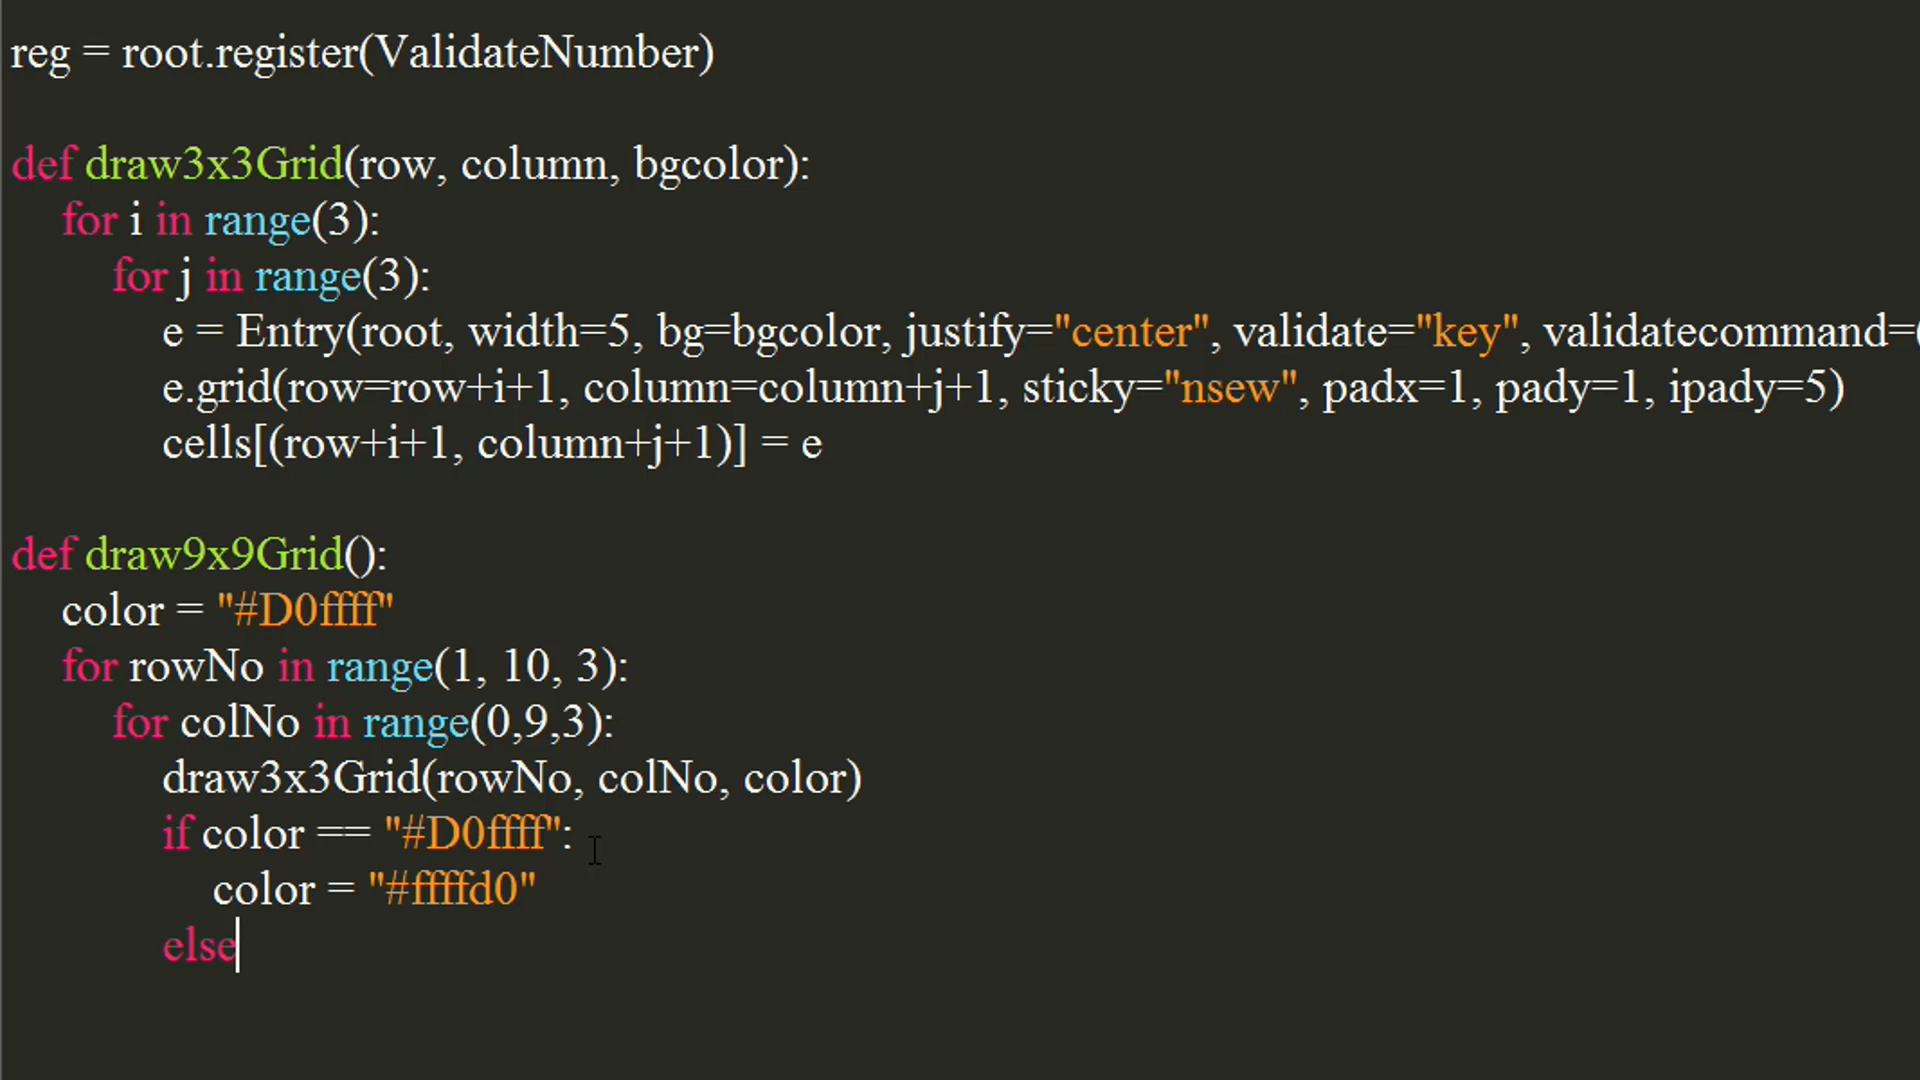 reg = root.register(ValidateNumber)
def draw3x3Grid(row, column, bgcolor):
for i in range(3):
for j in range(3):
e = Entry(root, width=5, bg=bgcolor, justify="center", validate="key", validatecommand=(
e.grid(row=row+i+1, column=column+j+1, sticky="nsew", padx=1, pady=1, ipady=5)
cells[(row+i+1, column+j+1)] = e
def draw9x9Grid():
color = "#D0ffff"
for rowNo in range(1, 10, 3):
for colNo in range(0,9,3):
draw3x3Grid(rowNo, colNo, color)
if color == "#D0ffff":
color = "#ffffd0"
else